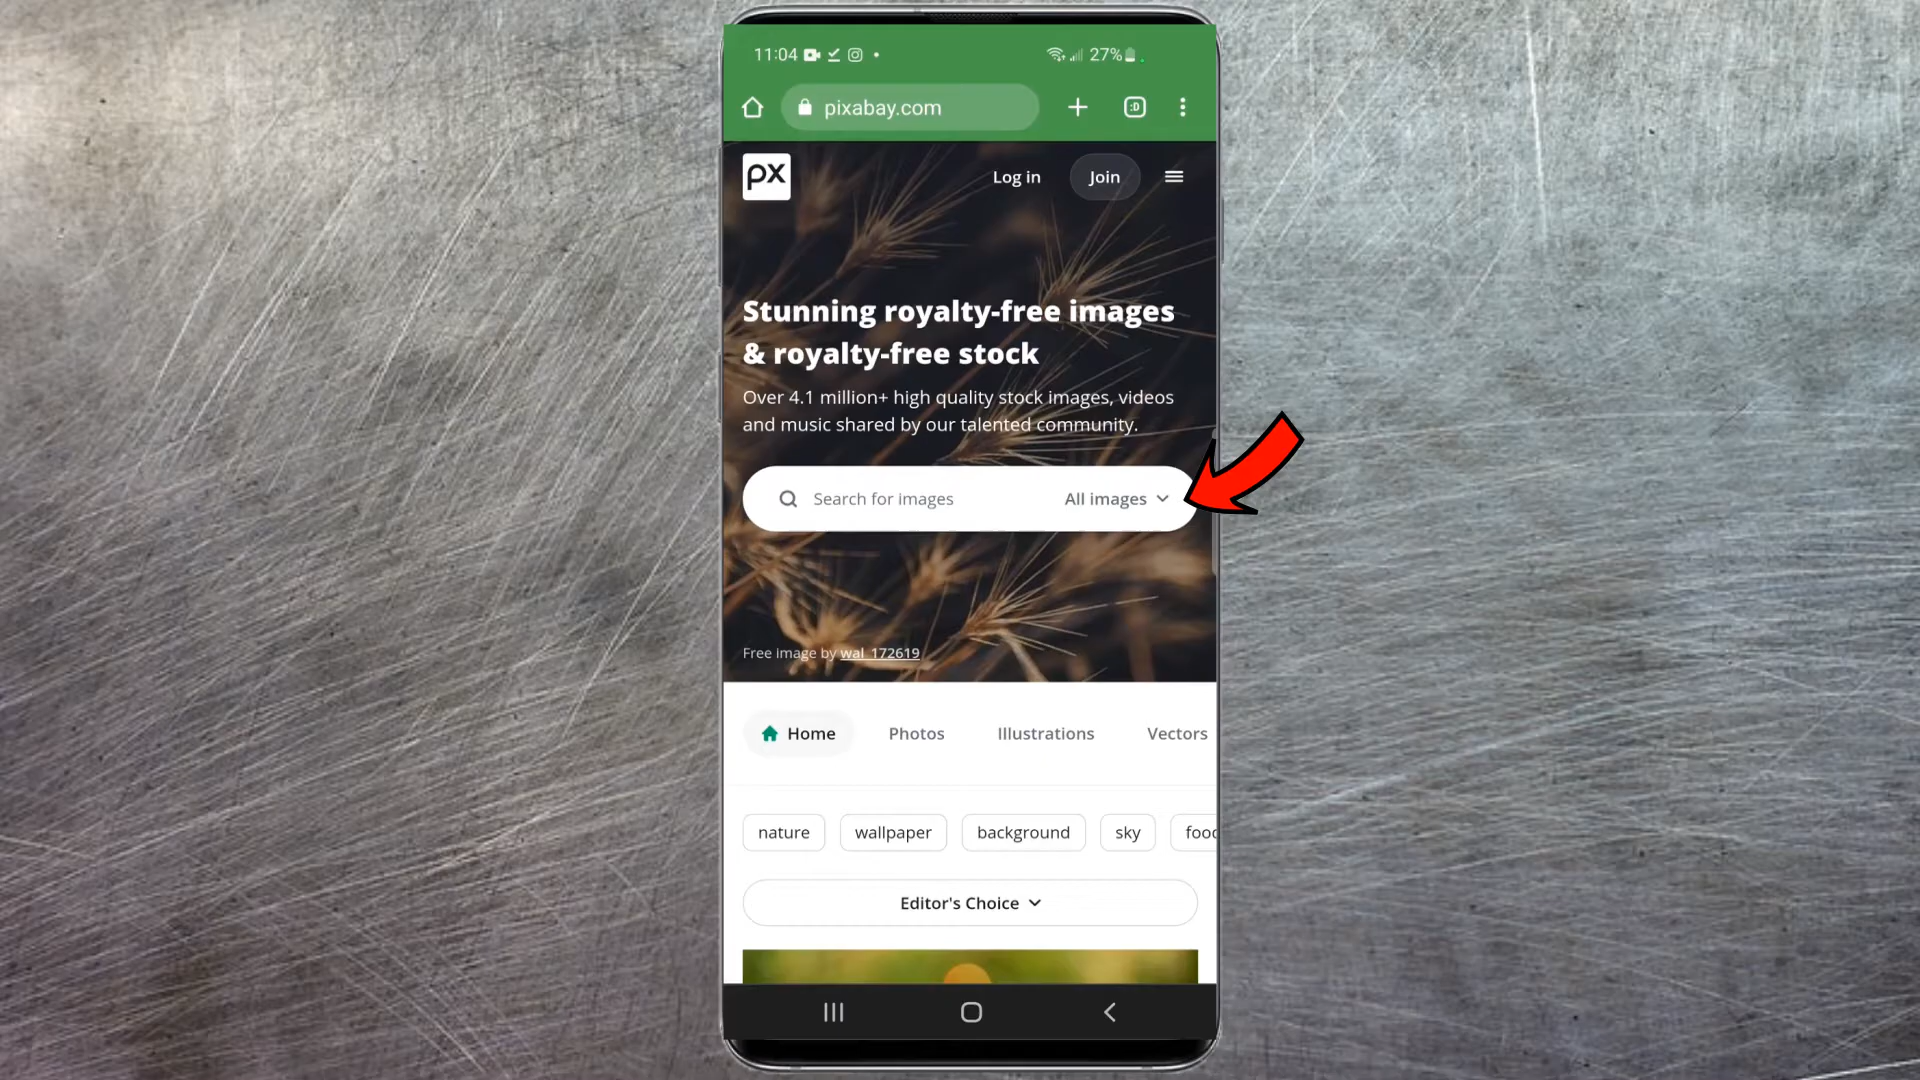 11:04
27%
pixabay.com
:D
px
Log in
Join
Stunning royalty-free images
& royalty-free stock
Over 4.1 million+ high quality stock images, videos
and music shared by our talented community.
Search for images
All images
Free image by wal_172619
Home
Photos
Illustrations
Vectors
nature
wallpaper
background
sky
food
Editor's Choice